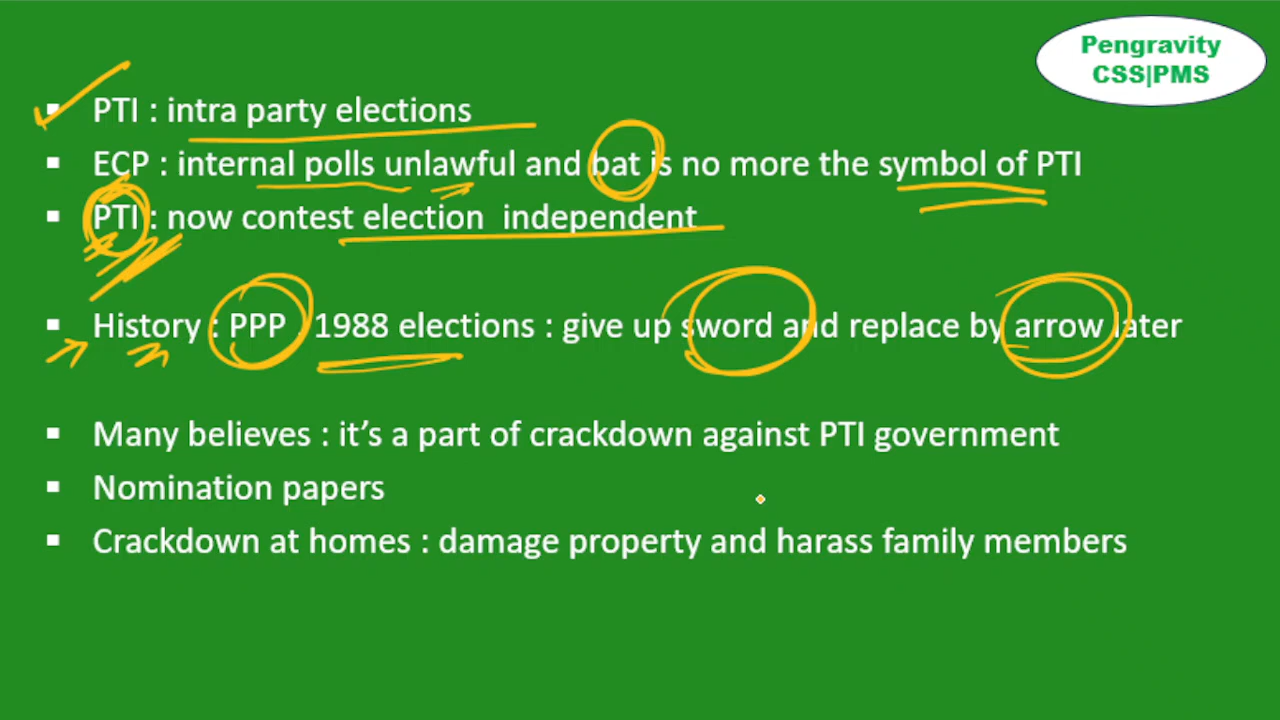 Pengravity
CSS|PMS
PTI : intra party elections
ECP : internal polls unlawful and bat is no more the symbol of PTI
PTI : now contest election independent
History : PPP 1988 elections : give up sword and replace by arrow later
Many believes : it’s a part of crackdown against PTI government
Nomination papers
Crackdown at homes : damage property and harass family members